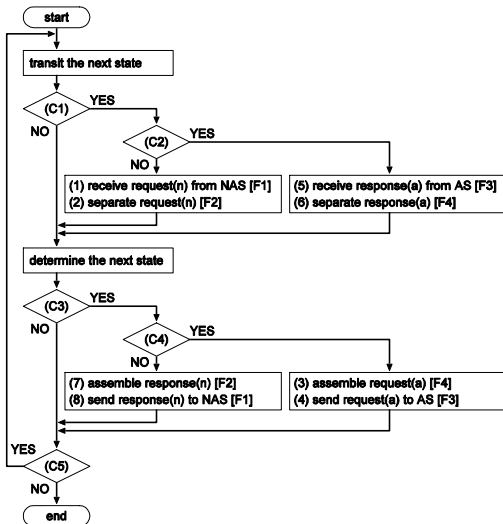 start
transit the next state
(C1)
YES
NO
(C2)
YES
NO
(1) receive request(n) from NAS [F1]
(2) separate request(n) [F2]
(5) receive response(a) from AS [F3]
(6) separate response(a) [F4]
determine the next state
(C3)
YES
NO
(C4)
YES
NO
(7) assemble response(n) [F2]
(8) send response(n) to NAS [F1]
(3) assemble request(a) [F4]
(4) send request(a) to AS [F3]
YES
(C5)
NO
end